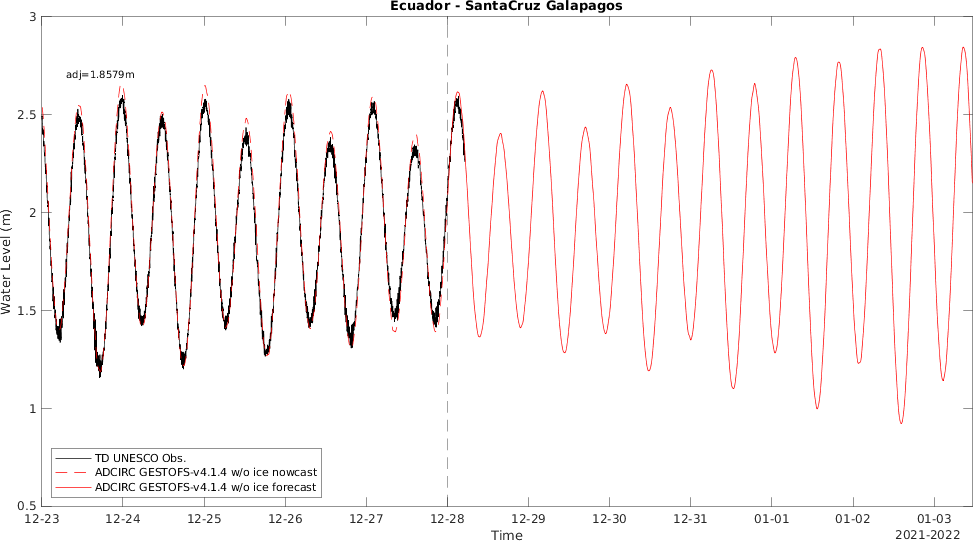 Ecuador - SantaCruz Galapagos
adj=1.8579m
Water Level (m)
3
2.5
2
1.5
1
0.5
TD UNESCO Obs.
ADCIRC GESTOFS-v4.1.4 w/o ice nowcast
ADCIRC GESTOFS-v4.1.4 w/o ice forecast
12-23 12-24 12-25 12-26 12-27 12-28 12-29 12-30 12-31 01-01 01-02 01-03
Time
2021-2022